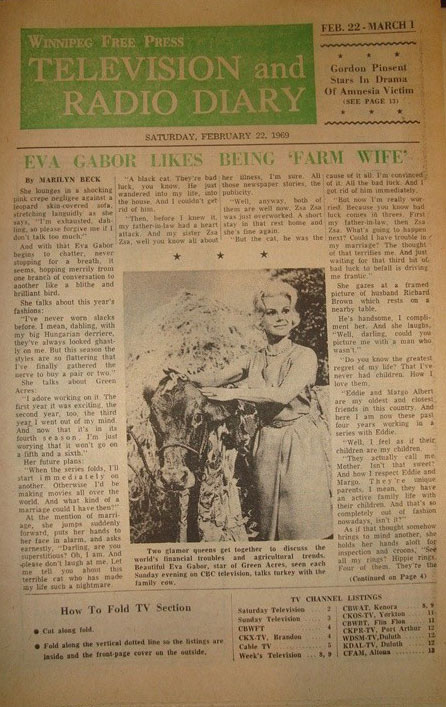 FEB. 22 - MARCH 1
WINNIPEG FREE PRESS
TELEVISION and
RADIO DIARY
★ ★ ★
Gordon Pinsent
Stars In Drama
Of Amnesia Victim
(SEE PAGE 13)
★ ★ ★
SATURDAY, FEBRUARY 22, 1969
EVA GABOR LIKES BEING 'FARM WIFE'
By MARILYN BECK
She lounges in a shocking
pink crepe negligee against a
leopard skin-covered sofa,
stretching languidly as she
says, "I'm exhausted, dah-
ling, so please forgive me if I
don't talk too much."
And with that Eva Gabor
begins to chatter, never
stopping for a breath, it
seems, hopping merrily from
one branch of conversation to
another like a blithe and
brilliant bird.
She talks about this year's
fashions:
"I've never worn slacks
before. I mean, dahling, with
my big Hungarian derriere,
they've always looked ghast-
ly on me. But this season the
styles are so flattering that
I've finally gathered the
nerve to buy a pair or two."
She talks about Green
Acres:
"I adore working on it. The
first year it was exciting, the
second year, too, the third
year I went out of my mind.
And now that it's in its
fourth season, I'm just
worrying that it won't go on
for a fifth and a sixth."
Her future plans:
"When the series folds, I'll
start immediately on
another. Otherwise I'd be
making movies all over the
world. And what kind of a
marriage could I have then?"
At the mention of marri-
age, she jumps suddenly
forward, puts her hands to
her face in alarm, and asks
earnestly, "Darling, are you
superstitious? Oh, I am. And
please don't laugh at me. Let
me tell you about this
terrible cat who has made
my life such a nightmare.
"A black cat. They're bad
luck, you know. He just
wandered into my life, into
the house. And I couldn't get
rid of him.
"Then, before I knew it,
my father-in-law had a heart
attack. And my sister Zsa
Zsa, well you know all about
her illness, I'm sure. All
those newspaper stories, the
publicity.
"Well, anyway, both of
them are well now. Zsa Zsa
was just overworked. A short
stay in that rest home and
she's fine again.
"But the cat, he was the
★ ★ ★
cause of it all. I'm convinced
of it. All the bad luck. And I
got rid of him immediately.
"But now I'm really wor-
ried. Because you know bad
luck comes in threes. First
my father-in-law, then Zsa
Zsa. What's going to happen
next? Could I have trouble in
my marriage? The thought
of that terrifies me. And just
waiting for that third bit of
bad luck to befall is driving
me frantic."
She gazes at a framed
picture of husband Richard
Brown which rests on a
nearby table.
He's handsome, I compli-
ment her. And she laughs,
"Well, darling, could you
picture me with a man who
wasn't."
"Do you know the greatest
regret of my life? That I've
never had children. How I
love them.
"Eddie and Margo Albert
are my oldest and closest
friends in this country. And
here I am now these past
four years working in a
series with Eddie.
"Well, I feel as if their
children are my children.
"They actually call me
Mother. Isn't that sweet?
And how I respect Eddie and
Margo. They're unique
parents, I mean, they have
an active family life with
their children. And that's so
completely out of fashion
nowadays, isn't it?"
As if that thought somehow
brings to mind another, she
holds her hands aloft for
inspection and croons, "See
all my rings? Hippie rings.
Four of them. They're the
(Continued on Page 4)
Two glamor queens get together to discuss the
world's financial troubles and agricultural trends.
Beautiful Eva Gabor, star of Green Acres, seen each
Sunday evening on CBC television, talks turkey with the
family cow.
How To Fold TV Section
● Cut along fold.
● Fold along the vertical dotted line so the listings are
inside and the front-page cover on the outside.
TV CHANNEL LISTINGS
Saturday Television 2
Sunday Television 3
CBWFT 4
CKX-TV, Brandon 4
Cable TV 5
Week's Television 8, 9
CBWAT, Kenora 8, 9
CKOS-TV, Yorkton 11
CBWBT, Flin Flon 11
CKPR-TV, Port Arthur 12
WDSM-TV, Duluth 12
KDAL-TV, Duluth 12
CFAM, Altona 13